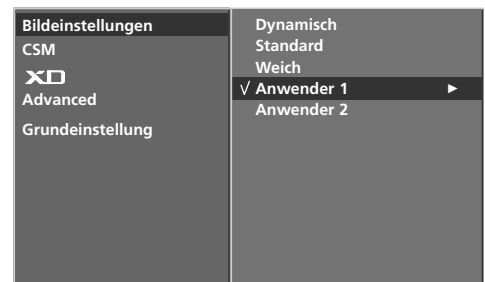 Bildeinstellungen
CSM
XD
Advanced
Grundeinstellung
Dynamisch
Standard
Weich
√ Anwender 1 ►
Anwender 2